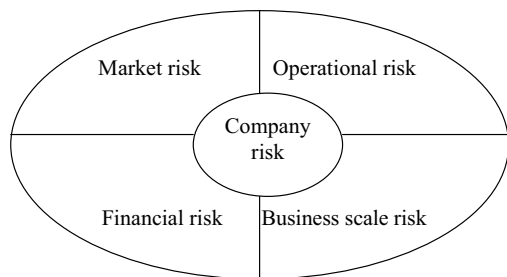 Market risk
Operational risk
Company
risk
Financial risk
Business scale risk